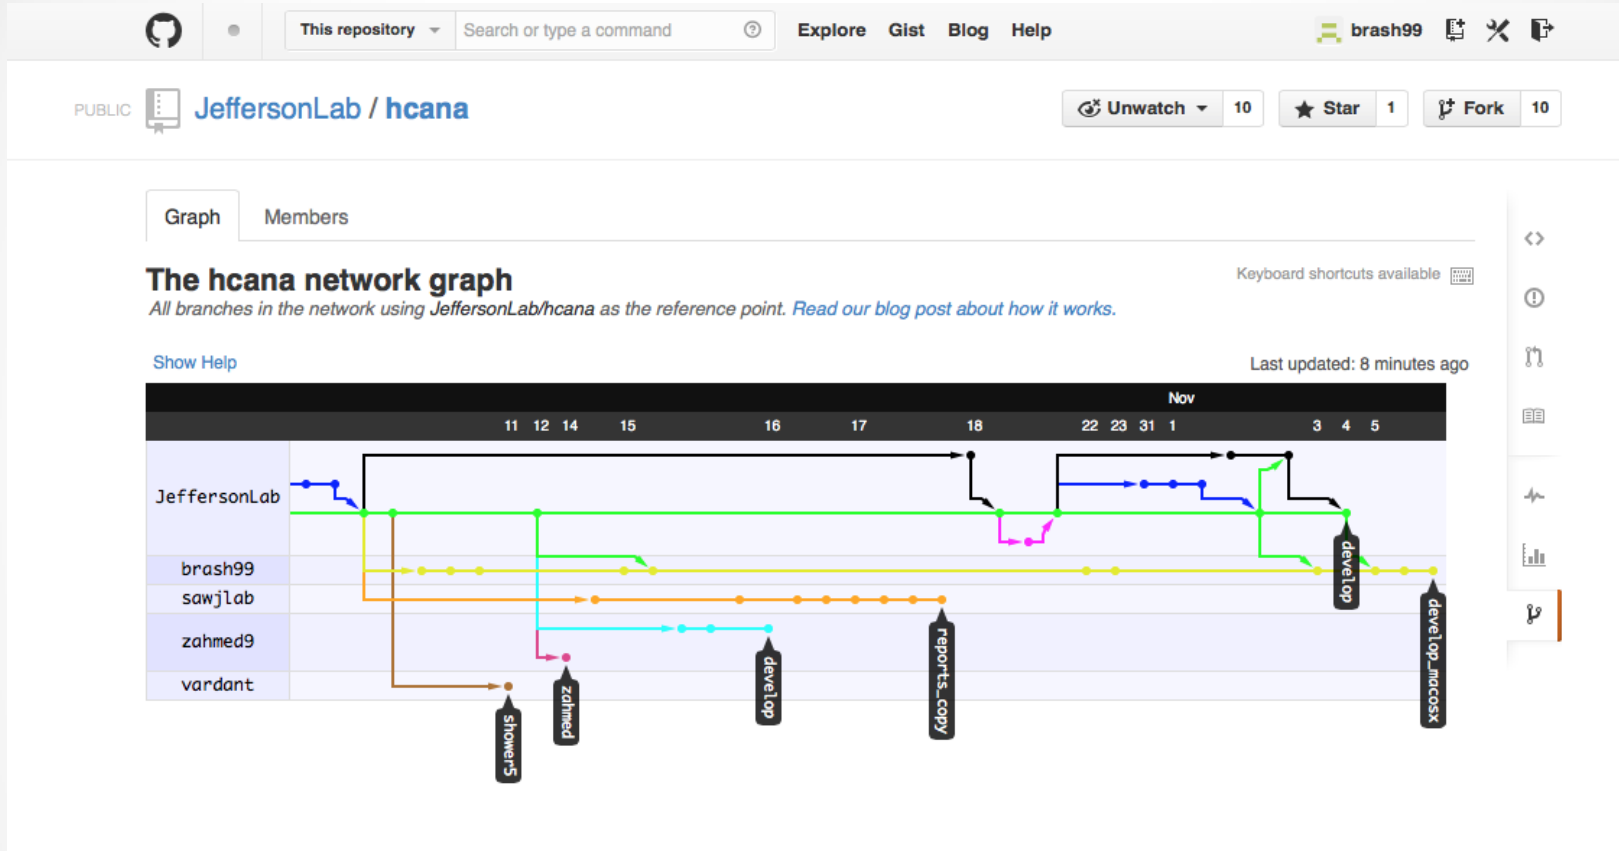 This repository Search or type a command Explore Gist Blog Help brash99
PUBLIC JeffersonLab / hcana Unwatch 10 Star 1 Fork 10
Graph Members
The hcana network graph
Keyboard shortcuts available
All branches in the network using JeffersonLab/hcana as the reference point. Read our blog post about how it works.
Show Help
Last updated: 8 minutes ago
Nov
11 12 14 15 16 17 18 22 23 31 1 3 4 5
JeffersonLab
brash99
sawjlab
zahmed9
vardant
shower5
zahmed
develop
reports_copy
develop
develop_macosx